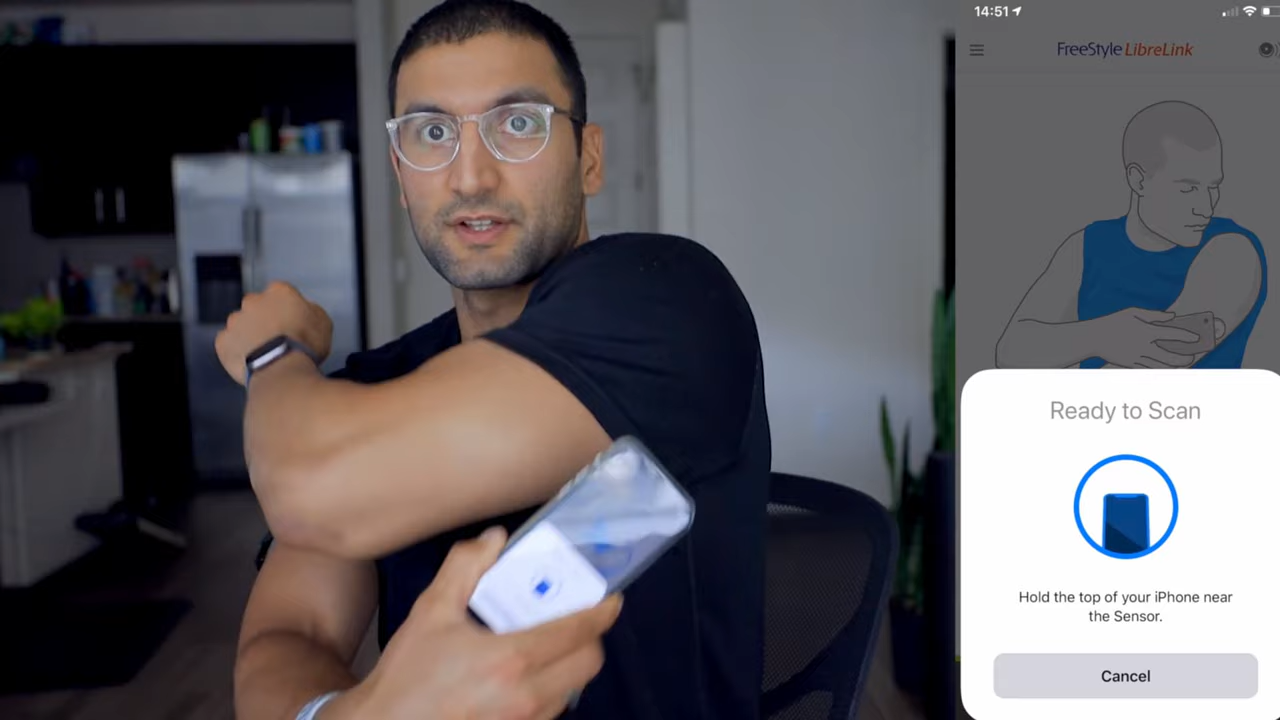 14:51
FreeStyle LibreLink
Ready to Scan
Hold the top of your iPhone near
the Sensor.
Cancel